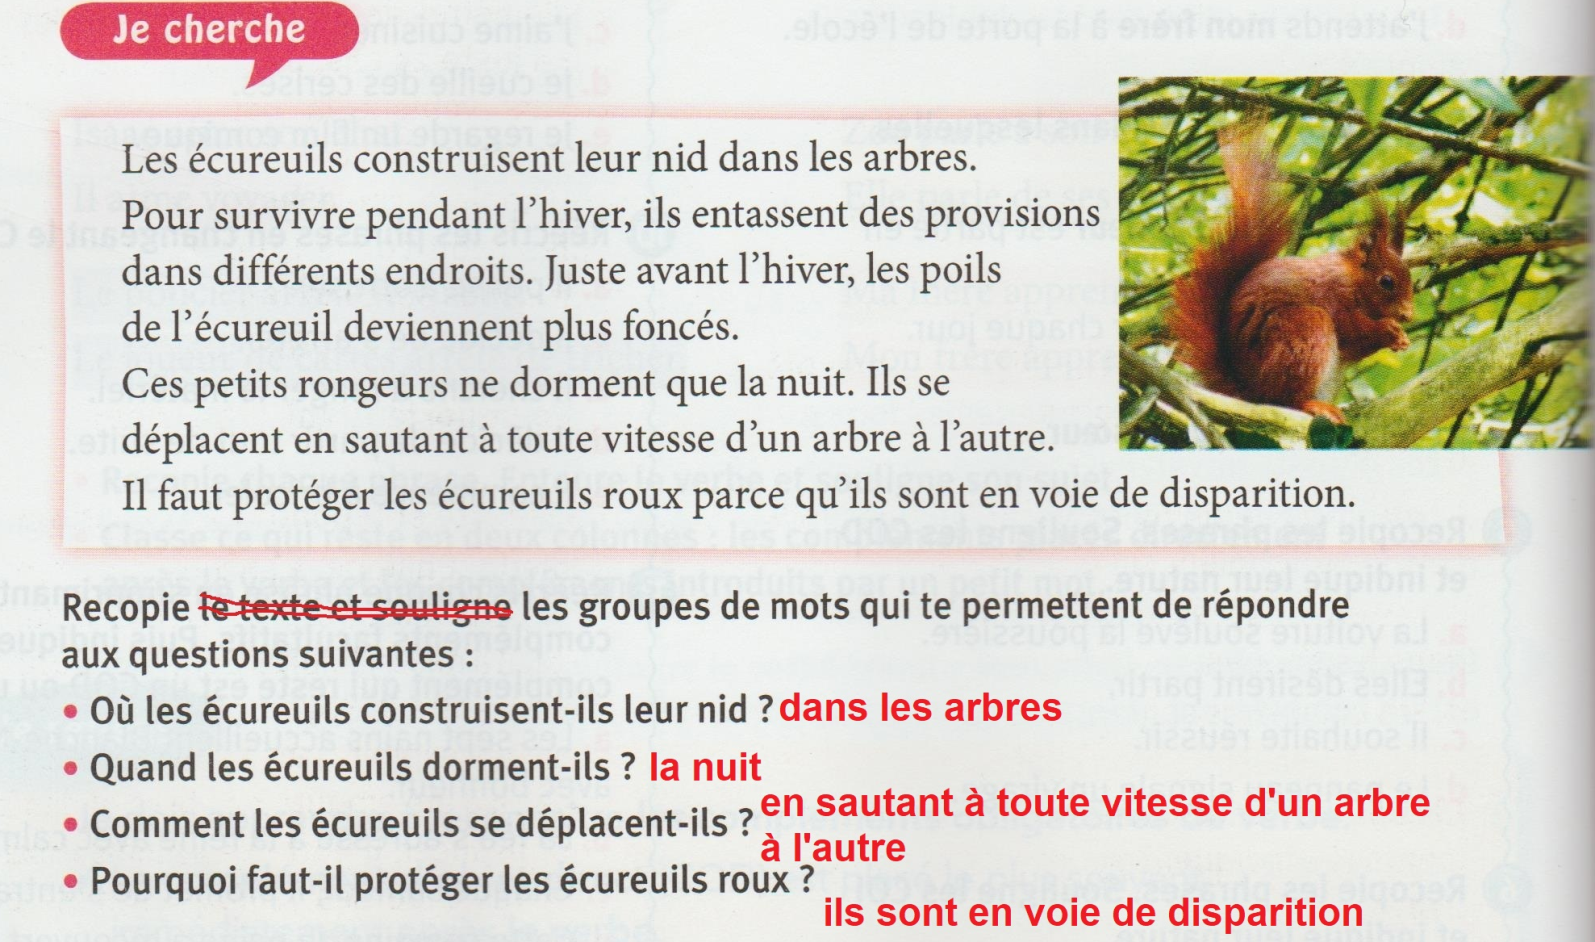 Je cherche
Les écureuils construisent leur nid dans les arbres.
Pour survivre pendant l'hiver, ils entassent des provisions
dans différents endroits. Juste avant l'hiver, les poils
de l'écureuil deviennent plus foncés.
Ces petits rongeurs ne dorment que la nuit. Ils se
déplacent en sautant à toute vitesse d'un arbre à l'autre.
Il faut protéger les écureuils roux parce qu'ils sont en voie de disparition.
Recopie le texte et souligne les groupes de mots qui te permettent de répondre
aux questions suivantes :
• Où les écureuils construisent-ils leur nid ? dans les arbres
• Quand les écureuils dorment-ils ? la nuit
• Comment les écureuils se déplacent-ils ? en sautant à toute vitesse d'un arbre
à l'autre
• Pourquoi faut-il protéger les écureuils roux ?
ils sont en voie de disparition